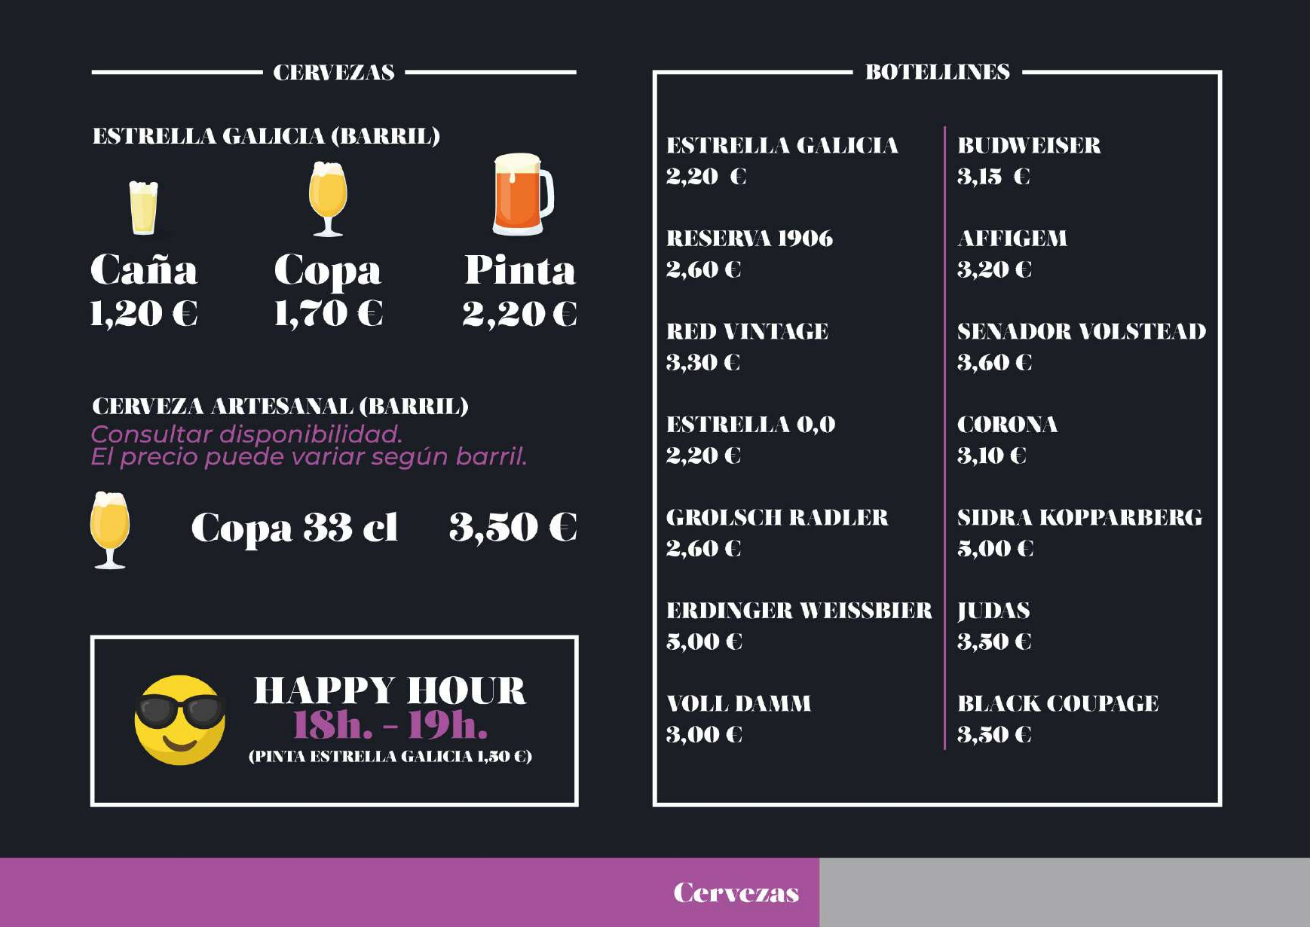 CERVEZAS
ESTRELLA GALICIA (BARRIL)
Caña
1,20 €
Copa
1,70 €
Pinta
2,20 €
CERVEZA ARTESANAL (BARRIL)
Consultar disponibilidad.
El precio puede variar según barril.
Copa 33 cl 3,50 €
HAPPY HOUR
18h. - 19h.
(PINTA ESTRELLA GALICIA 1,50 €)
BOTELLINES
ESTRELLA GALICIA
2,20 €
RESERVA 1906
2,60 €
RED VINTAGE
3,30 €
ESTRELLA 0,0
2,20 €
GROLSCH RADLER
2,60 €
ERDINGER WEISSBIER
5,00 €
VOLL DAMM
3,00 €
BUDWEISER
3,15 €
AFFIGEM
3,20 €
SENADOR VOLSTEAD
3,60 €
CORONA
3,10 €
SIDRA KOPPARBERG
5,00 €
JUDAS
3,50 €
BLACK COUPAGE
3,50 €
Cervezas